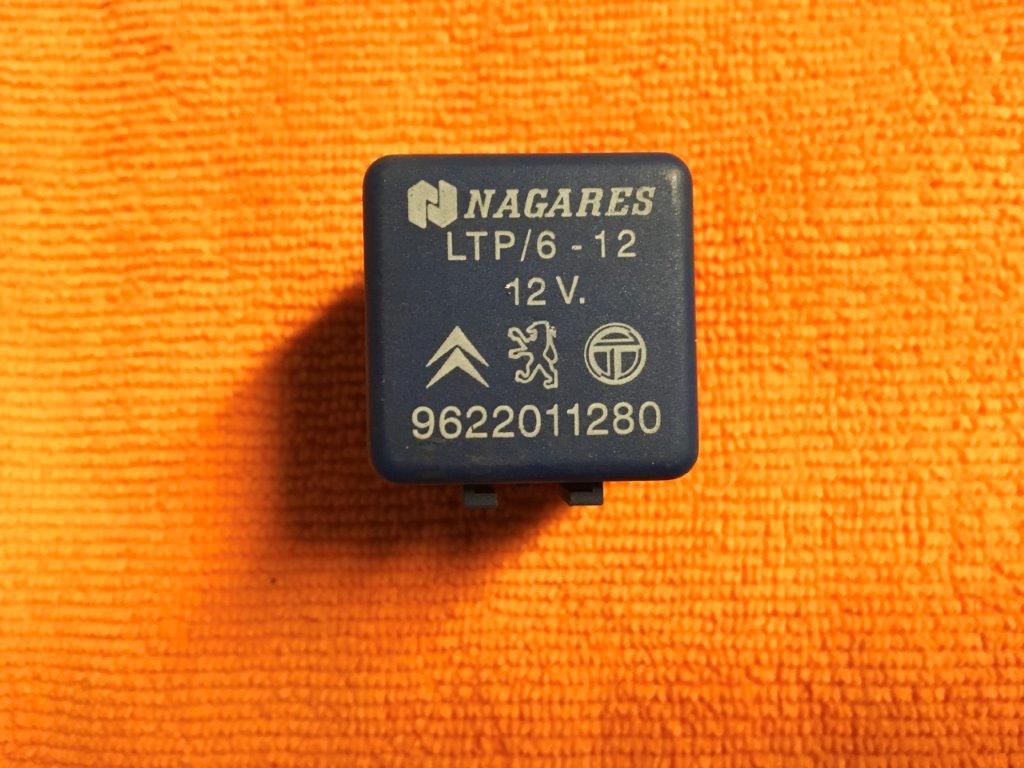 NAGARES
LTP/6 - 12
12 V.
9622011280